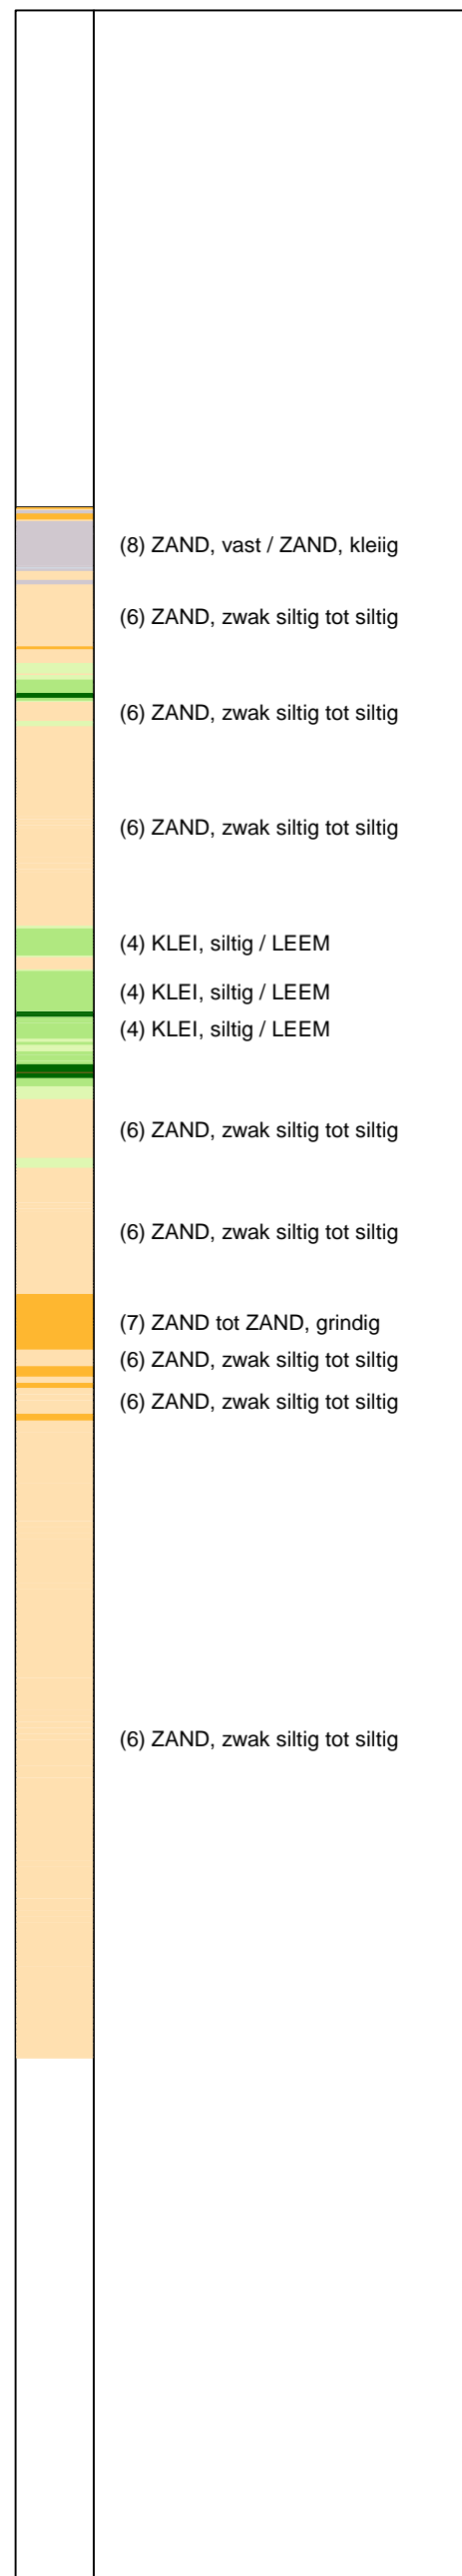 (8) ZAND, vast / ZAND, kleiig
(6) ZAND, zwak siltig tot siltig
(6) ZAND, zwak siltig tot siltig
(6) ZAND, zwak siltig tot siltig
(4) KLEI, siltig / LEEM
(4) KLEI, siltig / LEEM
(4) KLEI, siltig / LEEM
(6) ZAND, zwak siltig tot siltig
(6) ZAND, zwak siltig tot siltig
(7) ZAND tot ZAND, grindig
(6) ZAND, zwak siltig tot siltig
(6) ZAND, zwak siltig tot siltig
(6) ZAND, zwak siltig tot siltig